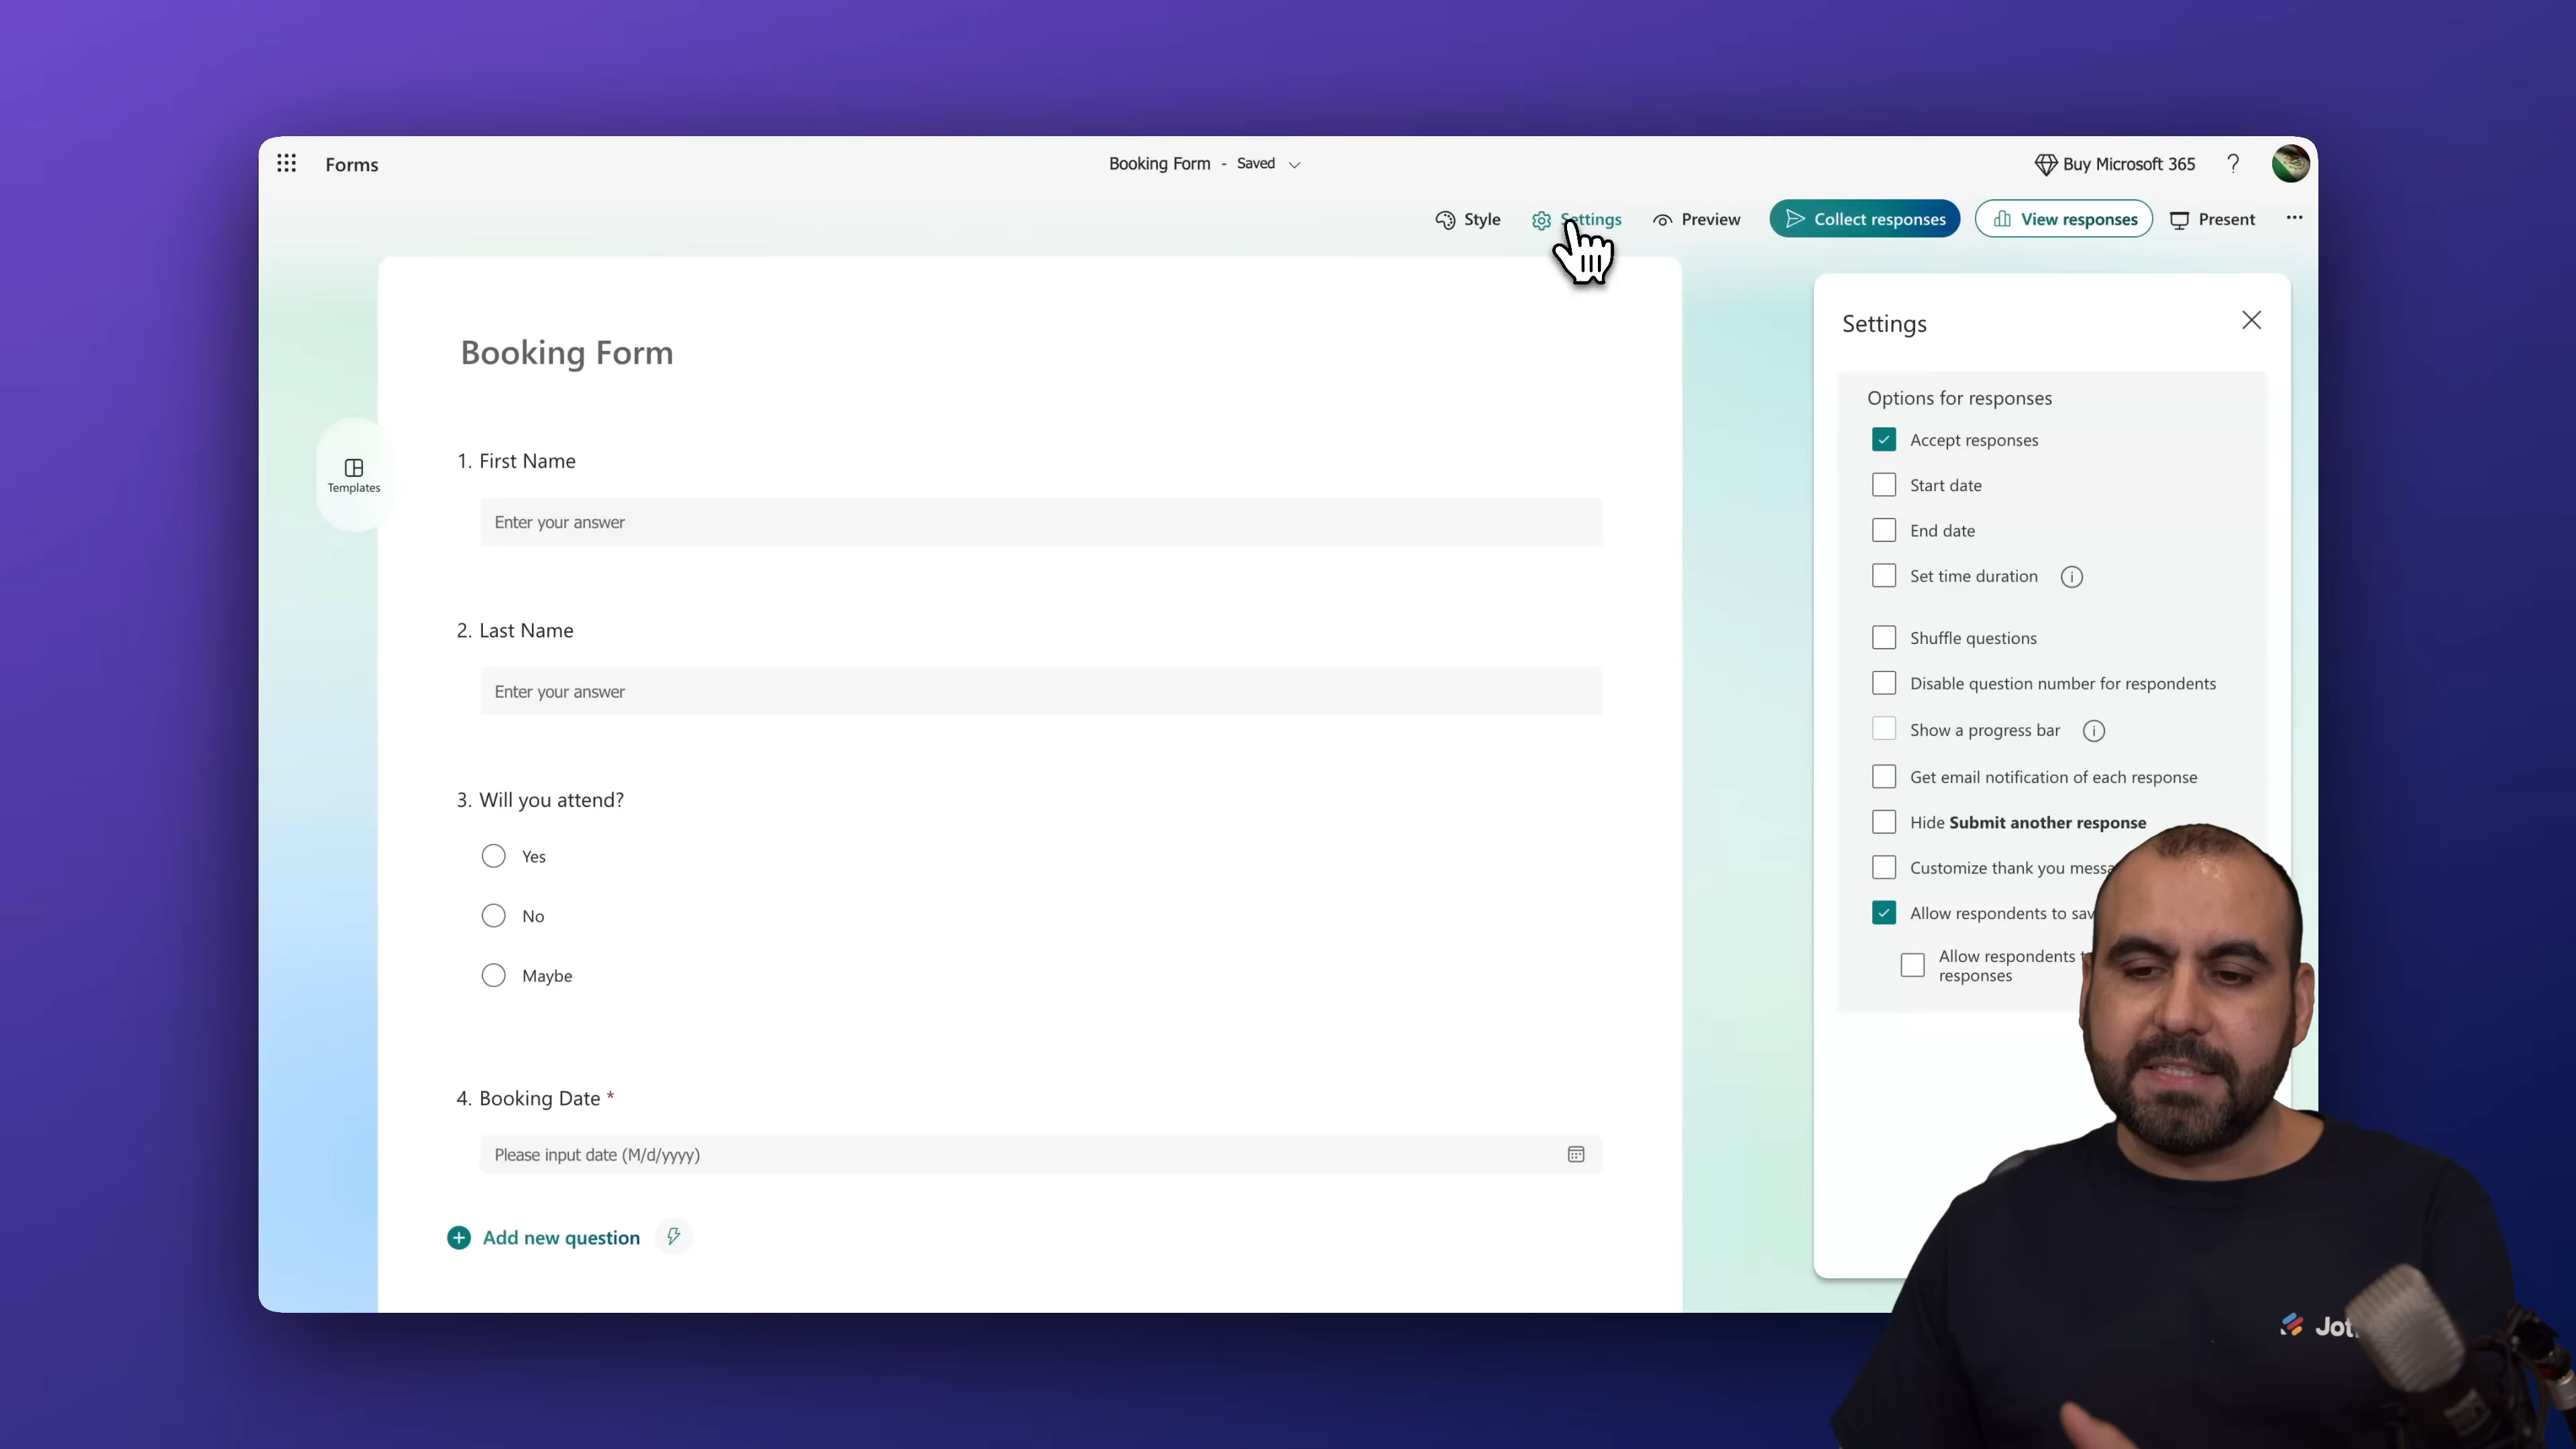 Forms
Booking Form - Saved
Buy Microsoft 365 ?
Style
Settings
Preview
Collect responses
View responses
Present
Templates
Booking Form
1. First Name
Enter your answer
2. Last Name
Enter your answer
3. Will you attend?
Yes
No
Maybe
4. Booking Date *
Please input date (M/d/yyyy)
Add new question
Settings
Options for responses
Accept responses
Start date
End date
Set time duration
Shuffle questions
Disable question number for respondents
Show a progress bar
Get email notification of each response
Hide Submit another response
Customize thank you
Allow respondents to
Allow respondents
responses